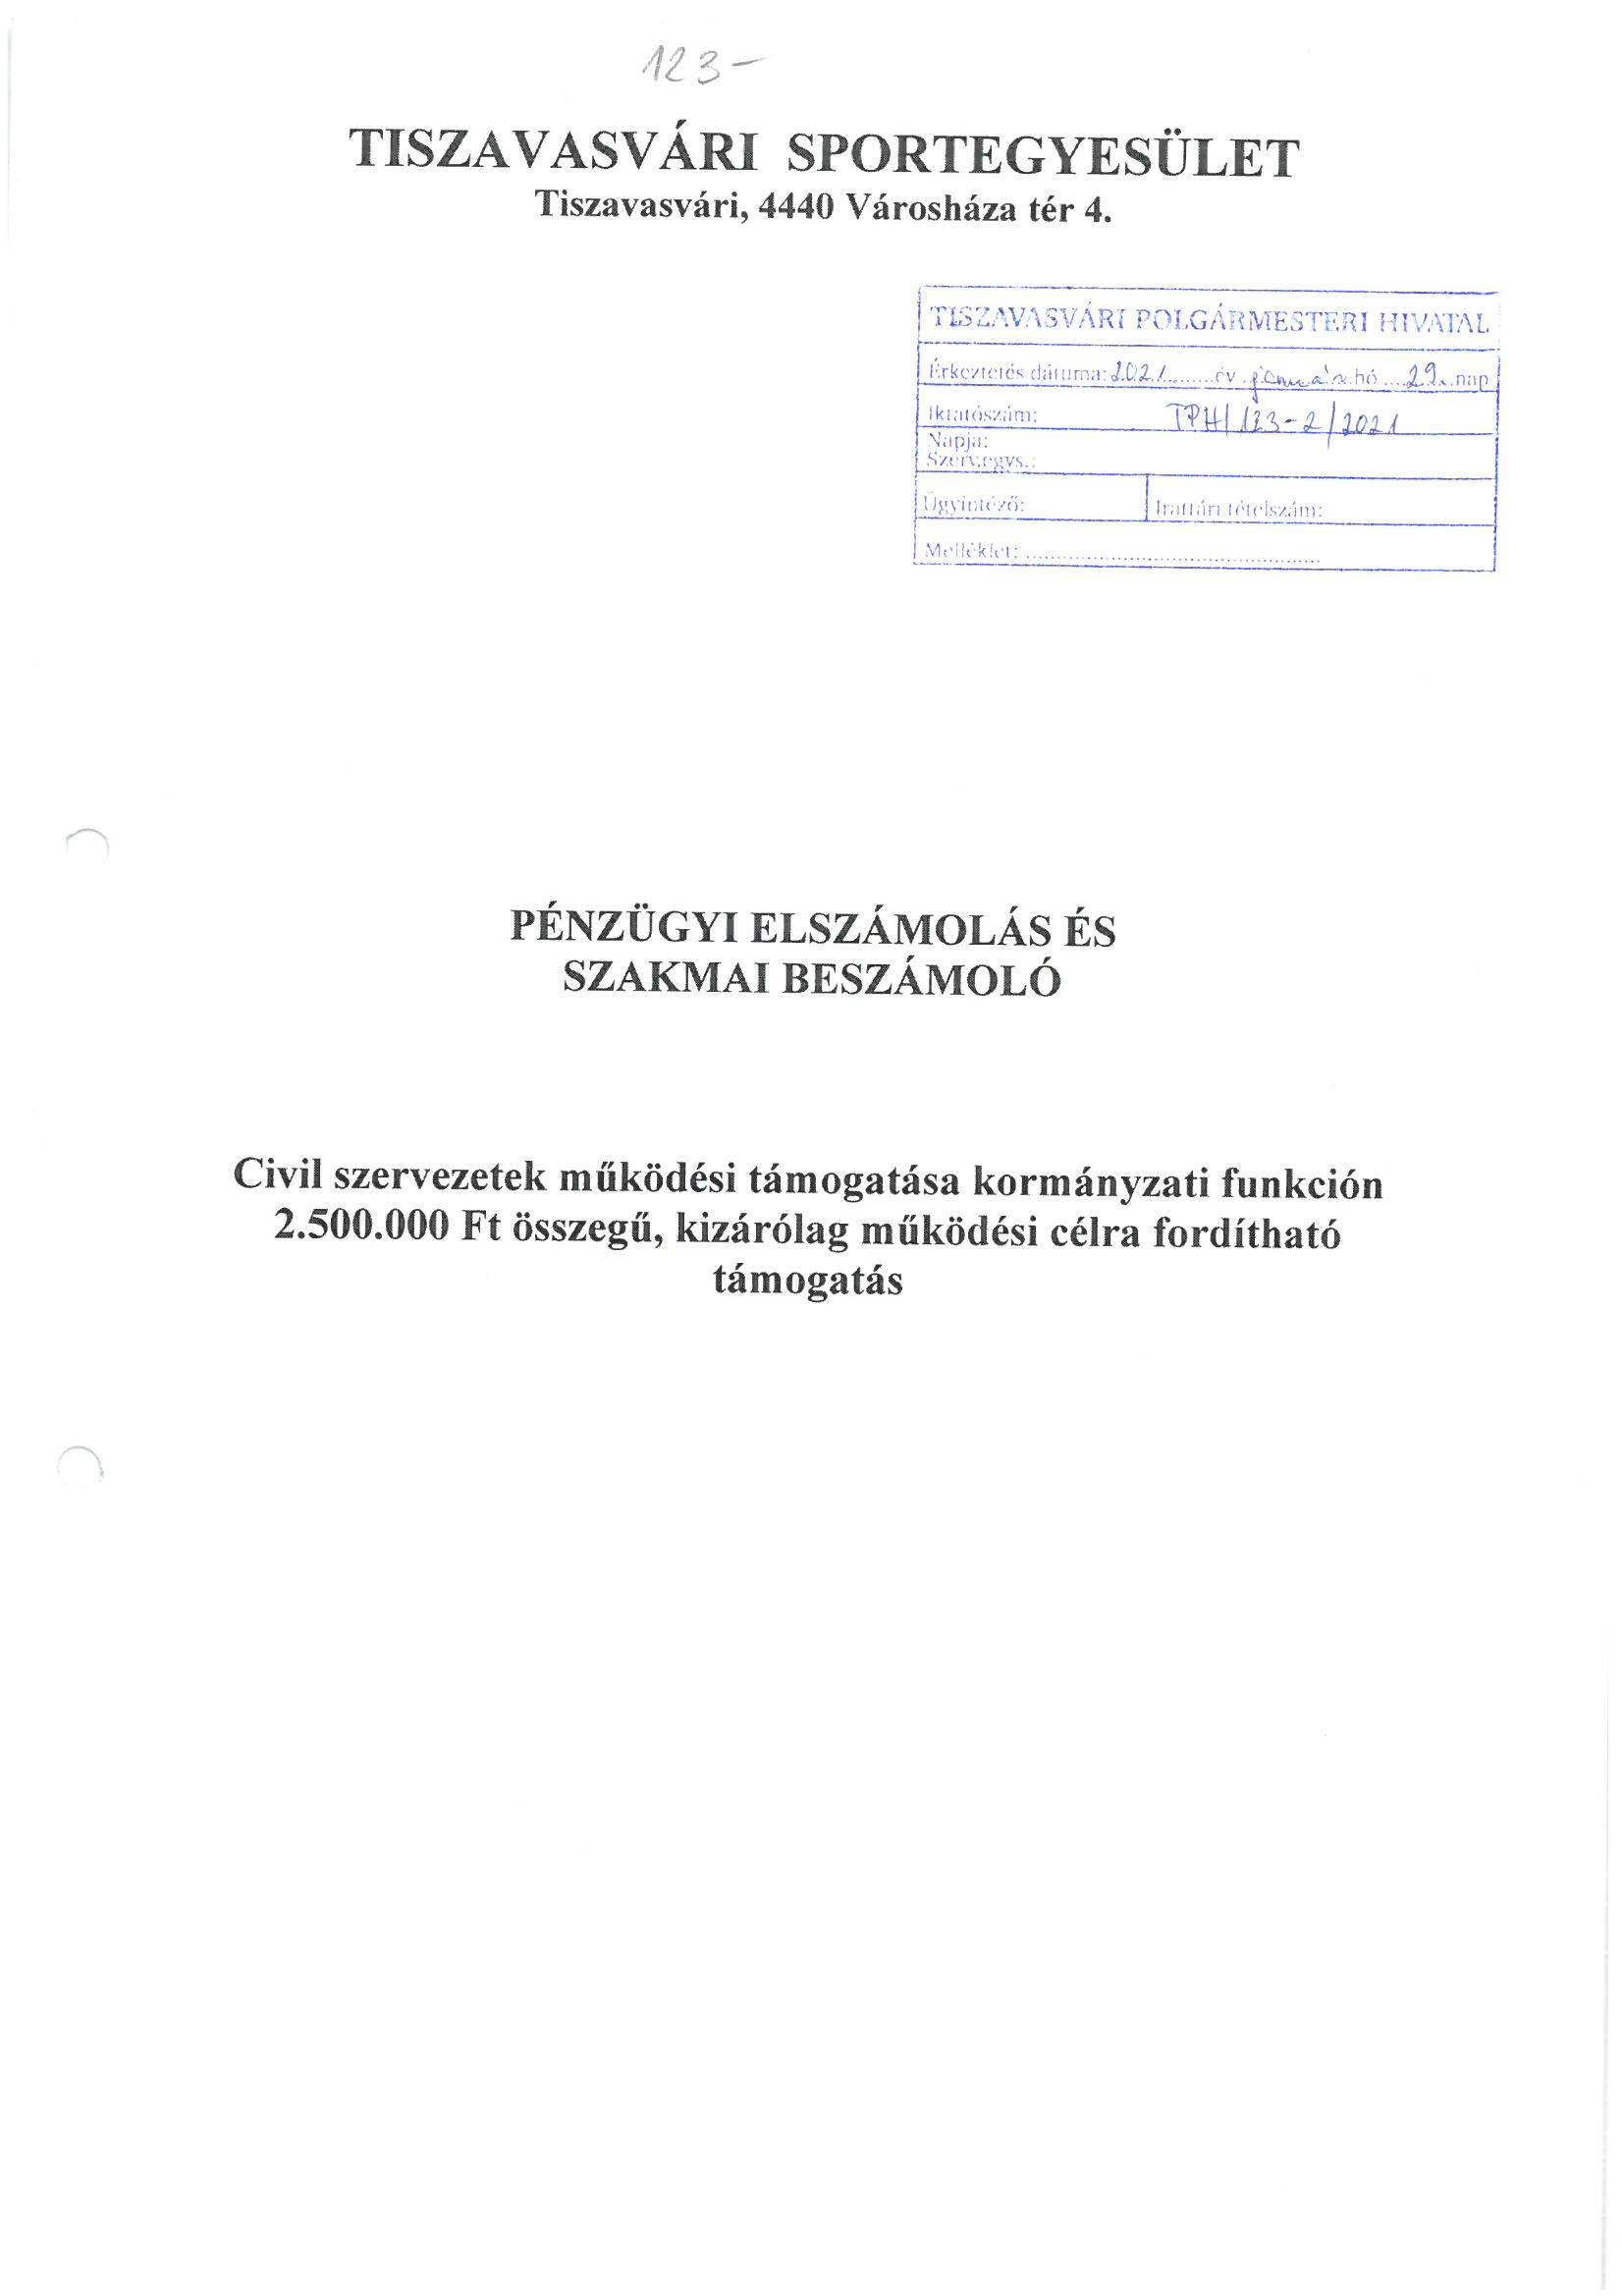 123-
TISZAVASVÁRI SPORTEGYESÜLET
Tiszavasvári, 4440 Városháza tér 4.
TISZAVASVÁRI POLGÁRMESTERI HIVATAL
Érkeztetés dátuma: 2021. év január hó 29. nap
Iktatószám: TPH/123-2/2021
Napja:
Szerv.egys.:
Ügyintéző: Irattári tételszám:
Melléklet:
PÉNZÜGYI ELSZÁMOLÁS ÉS
SZAKMAI BESZÁMOLÓ
Civil szervezetek működési támogatása kormányzati funkción
2.500.000 Ft összegű, kizárólag működési célra fordítható
támogatás